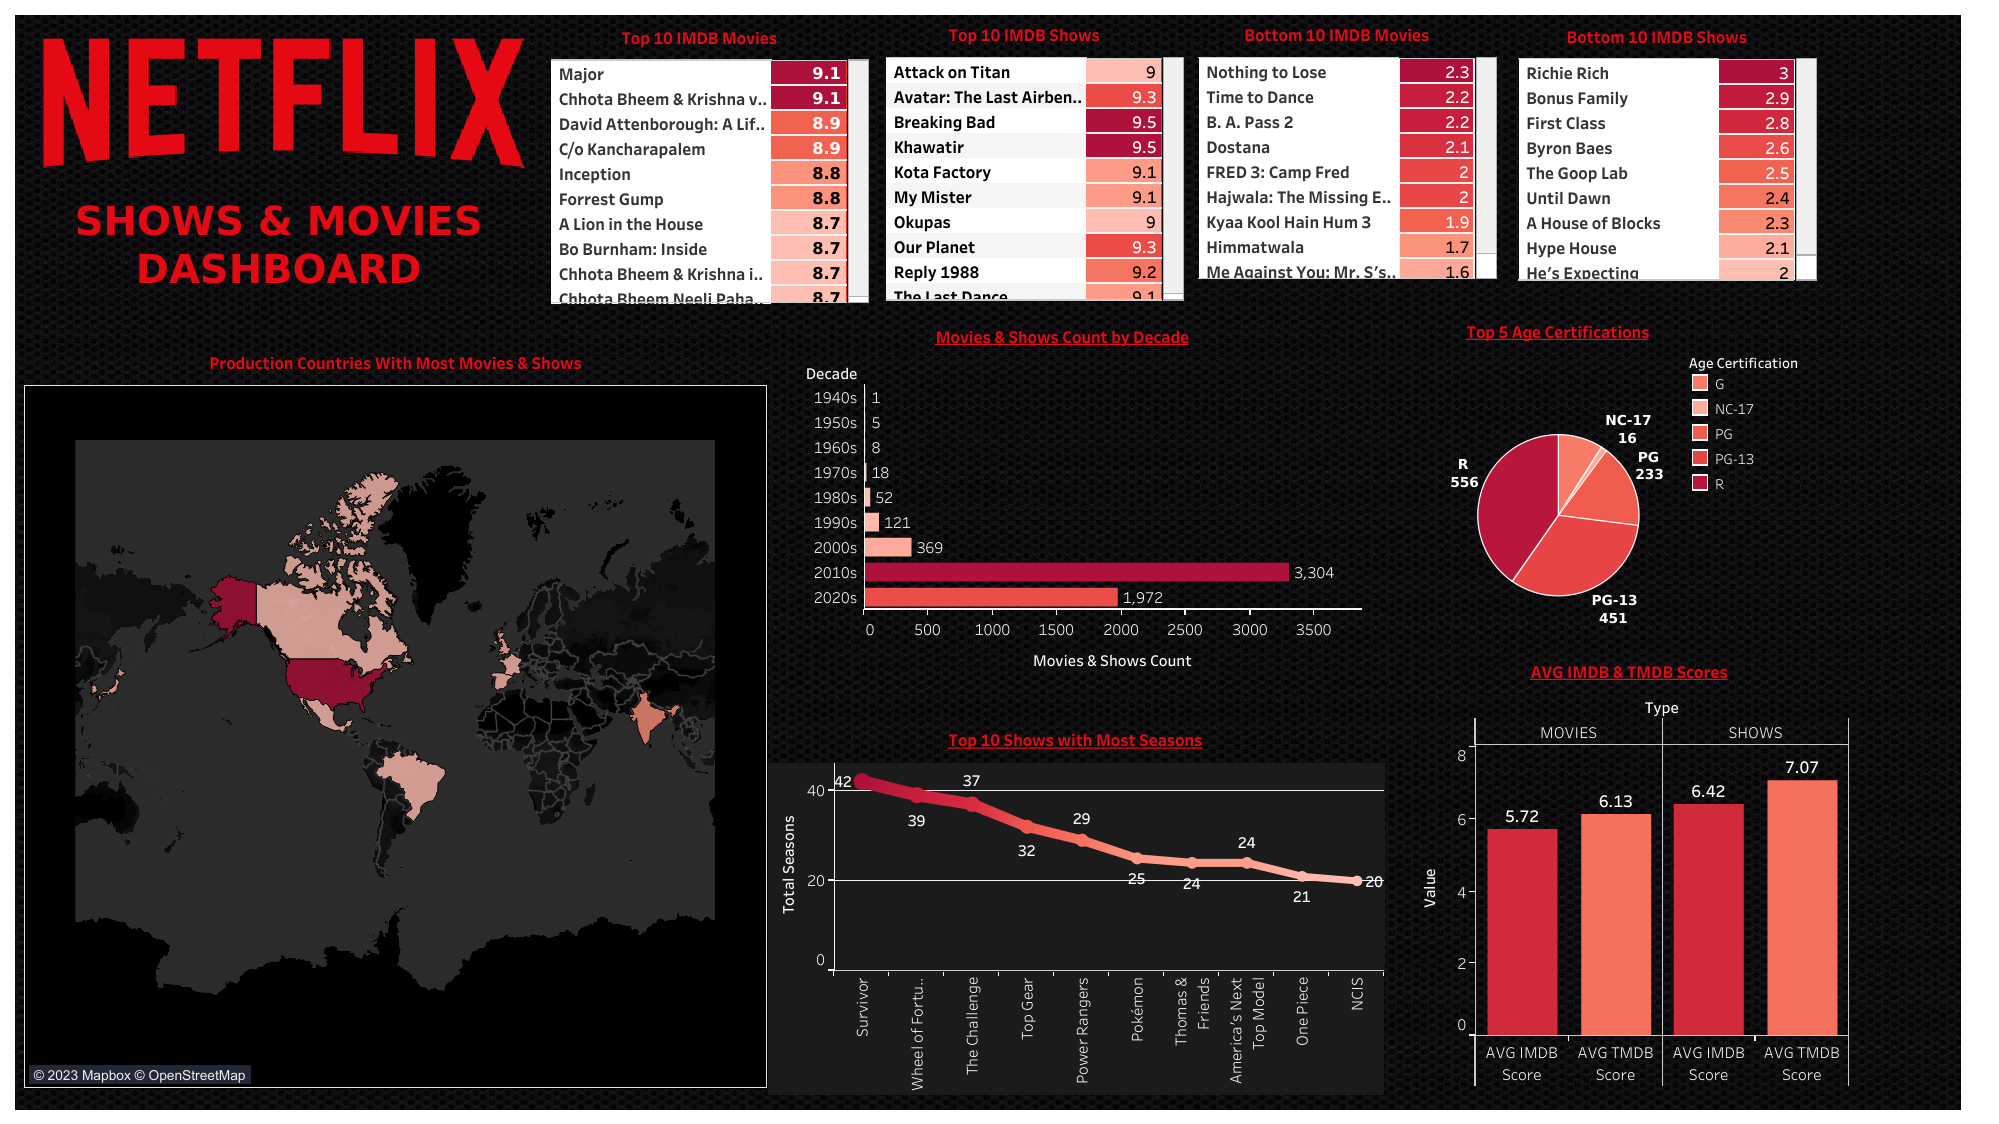 NETFLIX
SHOWS & MOVIES
DASHBOARD
Top 10 IMDB Movies
Major 9.1
Chhota Bheem & Krishna v.. 9.1
David Attenborough: A Lif.. 8.9
C/o Kancharapalem 8.9
Inception 8.8
Forrest Gump 8.8
A Lion in the House 8.7
Bo Burnham: Inside 8.7
Chhota Bheem & Krishna i.. 8.7
Chhota Bheem Neeli Paha.. 8.7
Top 10 IMDB Shows
Attack on Titan 9
Avatar: The Last Airben.. 9.3
Breaking Bad 9.5
Khawatir 9.5
Kota Factory 9.1
My Mister 9.1
Okupas 9
Our Planet 9.3
Reply 1988 9.2
The Last Dance 9.1
Bottom 10 IMDB Movies
Nothing to Lose 2.3
Time to Dance 2.2
B. A. Pass 2 2.2
Dostana 2.1
FRED 3: Camp Fred 2
Hajwala: The Missing E.. 2
Kyaa Kool Hain Hum 3 1.9
Himmatwala 1.7
Me Against You: Mr. S's.. 1.6
Bottom 10 IMDB Shows
Richie Rich 3
Bonus Family 2.9
First Class 2.8
Byron Baes 2.6
The Goop Lab 2.5
Until Dawn 2.4
A House of Blocks 2.3
Hype House 2.1
He's Expecting 2
Production Countries With Most Movies & Shows
© 2023 Mapbox © OpenStreetMap
Movies & Shows Count by Decade
Decade
1940s 1
1950s 5
1960s 8
1970s 18
1980s 52
1990s 121
2000s 369
2010s 3,304
2020s 1,972
0 500 1000 1500 2000 2500 3000 3500
Movies & Shows Count
Top 5 Age Certifications
Age Certification
G
NC-17
PG
PG-13
R
NC-17
16
PG
233
R
556
PG-13
451
Top 10 Shows with Most Seasons
Total Seasons
40
20
0
42
39
37
32
29
25
24
24
21
20
Survivor
Wheel of Fortu..
The Challenge
Top Gear
Power Rangers
Pokémon
Thomas &
Friends
America's Next
Top Model
One Piece
NCIS
AVG IMDB & TMDB Scores
Type
MOVIES SHOWS
Value
8
6
4
2
0
5.72 6.13 6.42 7.07
AVG IMDB
Score
AVG TMDB
Score
AVG IMDB
Score
AVG TMDB
Score